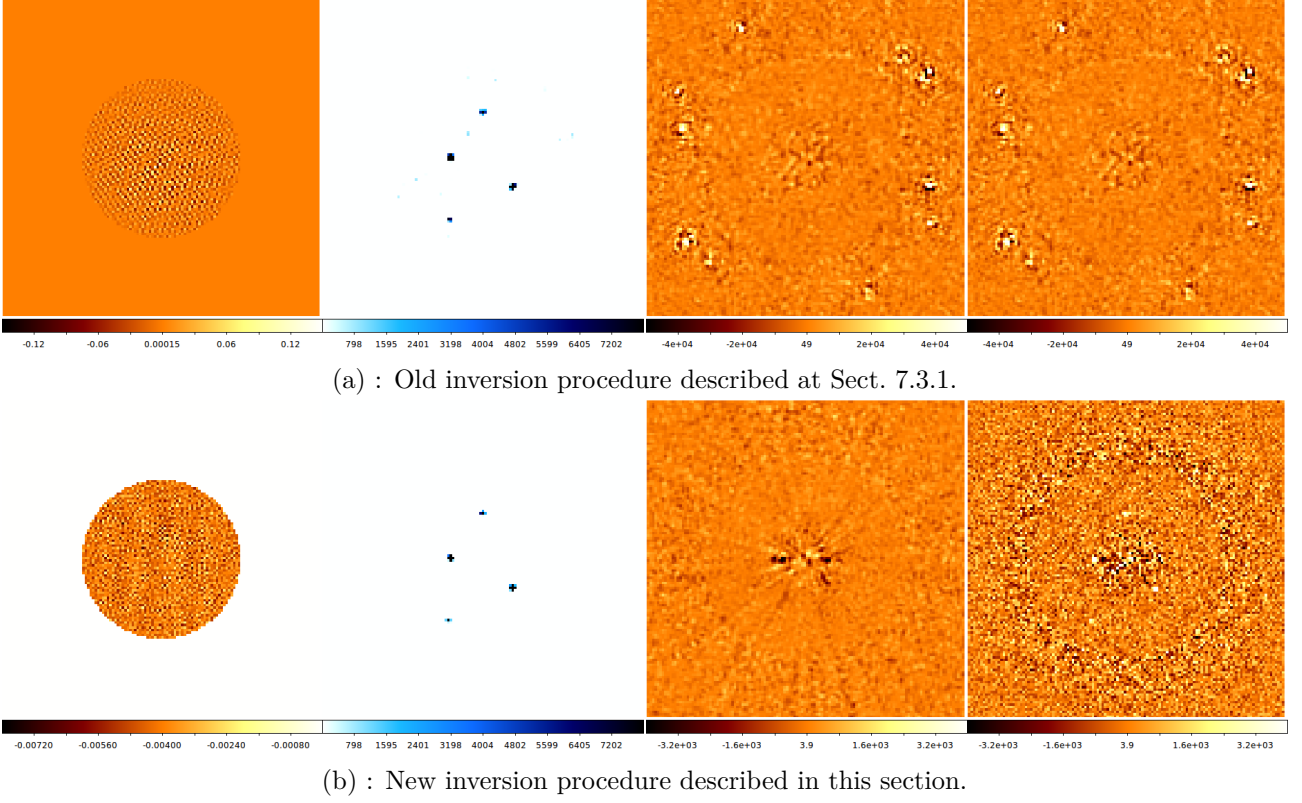 -0.12 -0.06 0.00015 0.06 0.12 798 1595 2401 3198 4004 4802 5599 6405 7202 -4e+04 -2e+04 49 2e+04 4e+04 -4e+04 -2e+04 49 2e+04 4e+04
(a) : Old inversion procedure described at Sect. 7.3.1.
-0.00720 -0.00560 -0.00400 -0.00240 -0.00080 798 1595 2401 3198 4004 4802 5599 6405 7202 -3.2e+03 -1.6e+03 3.9 1.6e+03 3.2e+03 -3.2e+03 -1.6e+03 3.9 1.6e+03 3.2e+03
(b) : New inversion procedure described in this section.